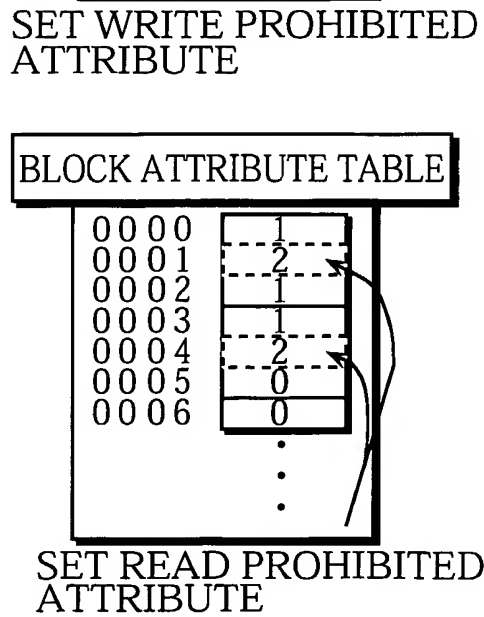 SET WRITE PROHIBITED
ATTRIBUTE
BLOCK ATTRIBUTE TABLE
0000 1
0001 2
0002 1
0003 1
0004 2
0005 0
0006 0
SET READ PROHIBITED
ATTRIBUTE